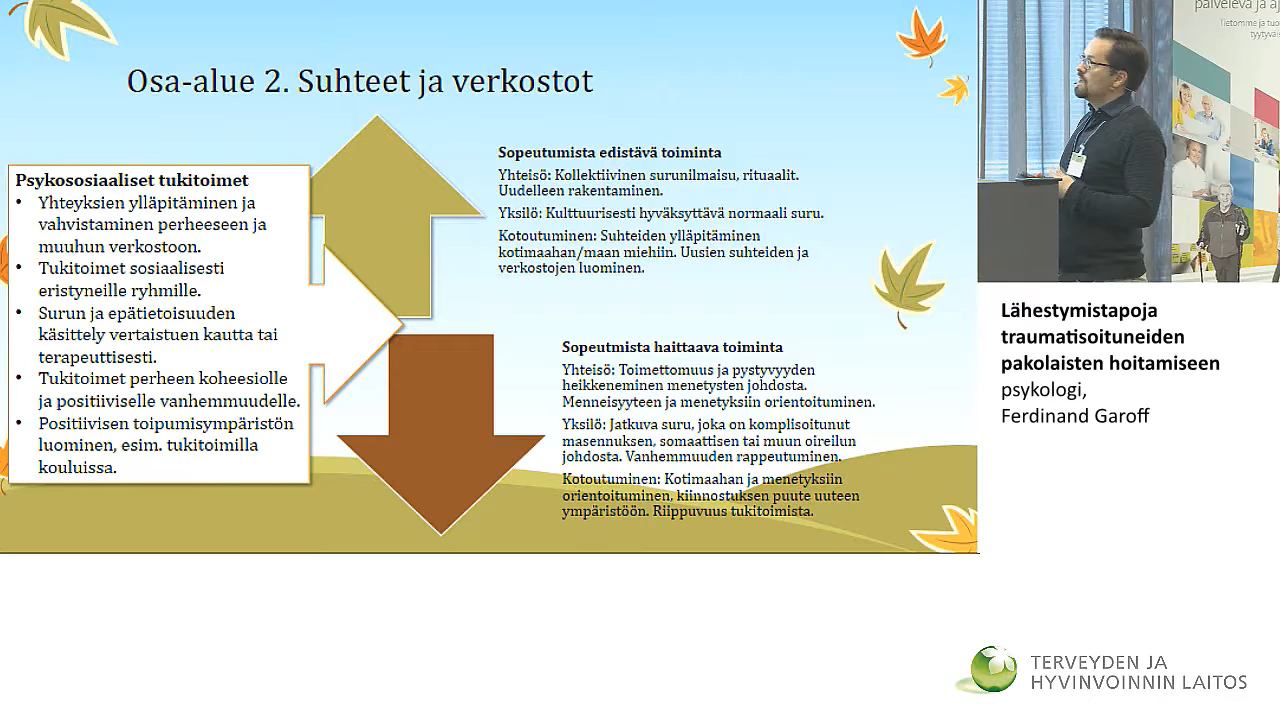 Osa-alue 2. Suhteet ja verkostot
Psykososiaaliset tukitoimet
• Yhteyksien ylläpitäminen ja
vahvistaminen perheeseen ja
muuhun verkostoon.
• Tukitoimet sosiaalisesti
eristyneille ryhmille.
• Surun ja epätietoisuuden
käsittely vertaistuen kautta tai
terapeuttisesti.
• Tukitoimet perheen koheesiolle
ja positiiviselle vanhemmuudelle.
• Positiivisen toipumisympäristön
luominen, esim. tukitoimilla
kouluissa.
Sopeutumista edistävä toiminta
Yhteisö: Kollektiivinen surunilmaisu, rituaalit.
Uudelleen rakentaminen.
Yksilö: Kulttuurisesti hyväksyttävä normaali suru.
Kotoutuminen: Suhteiden ylläpitäminen
kotimaahan/maan miehiin. Uusien suhteiden ja
verkostojen luominen.
Sopeutmista haittaava toiminta
Yhteisö: Toimettomuus ja pystyvyyden
heikkeneminen menetysten johdosta.
Menneisyyteen ja menetyksiin orientoituminen.
Yksilö: Jatkuva suru, joka on komplisoitunut
masennuksen, somaattisen tai muun oireilun
johdosta. Vanhemmuuden rappeutuminen.
Kotoutuminen: Kotimaahan ja menetyksiin
orientoituminen, kiinnostuksen puute uuteen
ympäristöön. Riippuvuus tukitoimista.
palveleva ja
Tietomme ja
Lähestymistapoja
traumatisoituneiden
pakolaisten hoitamiseen
psykologi,
Ferdinand Garoff
TERVEYDEN JA
HYVINVOINNIN LAITOS